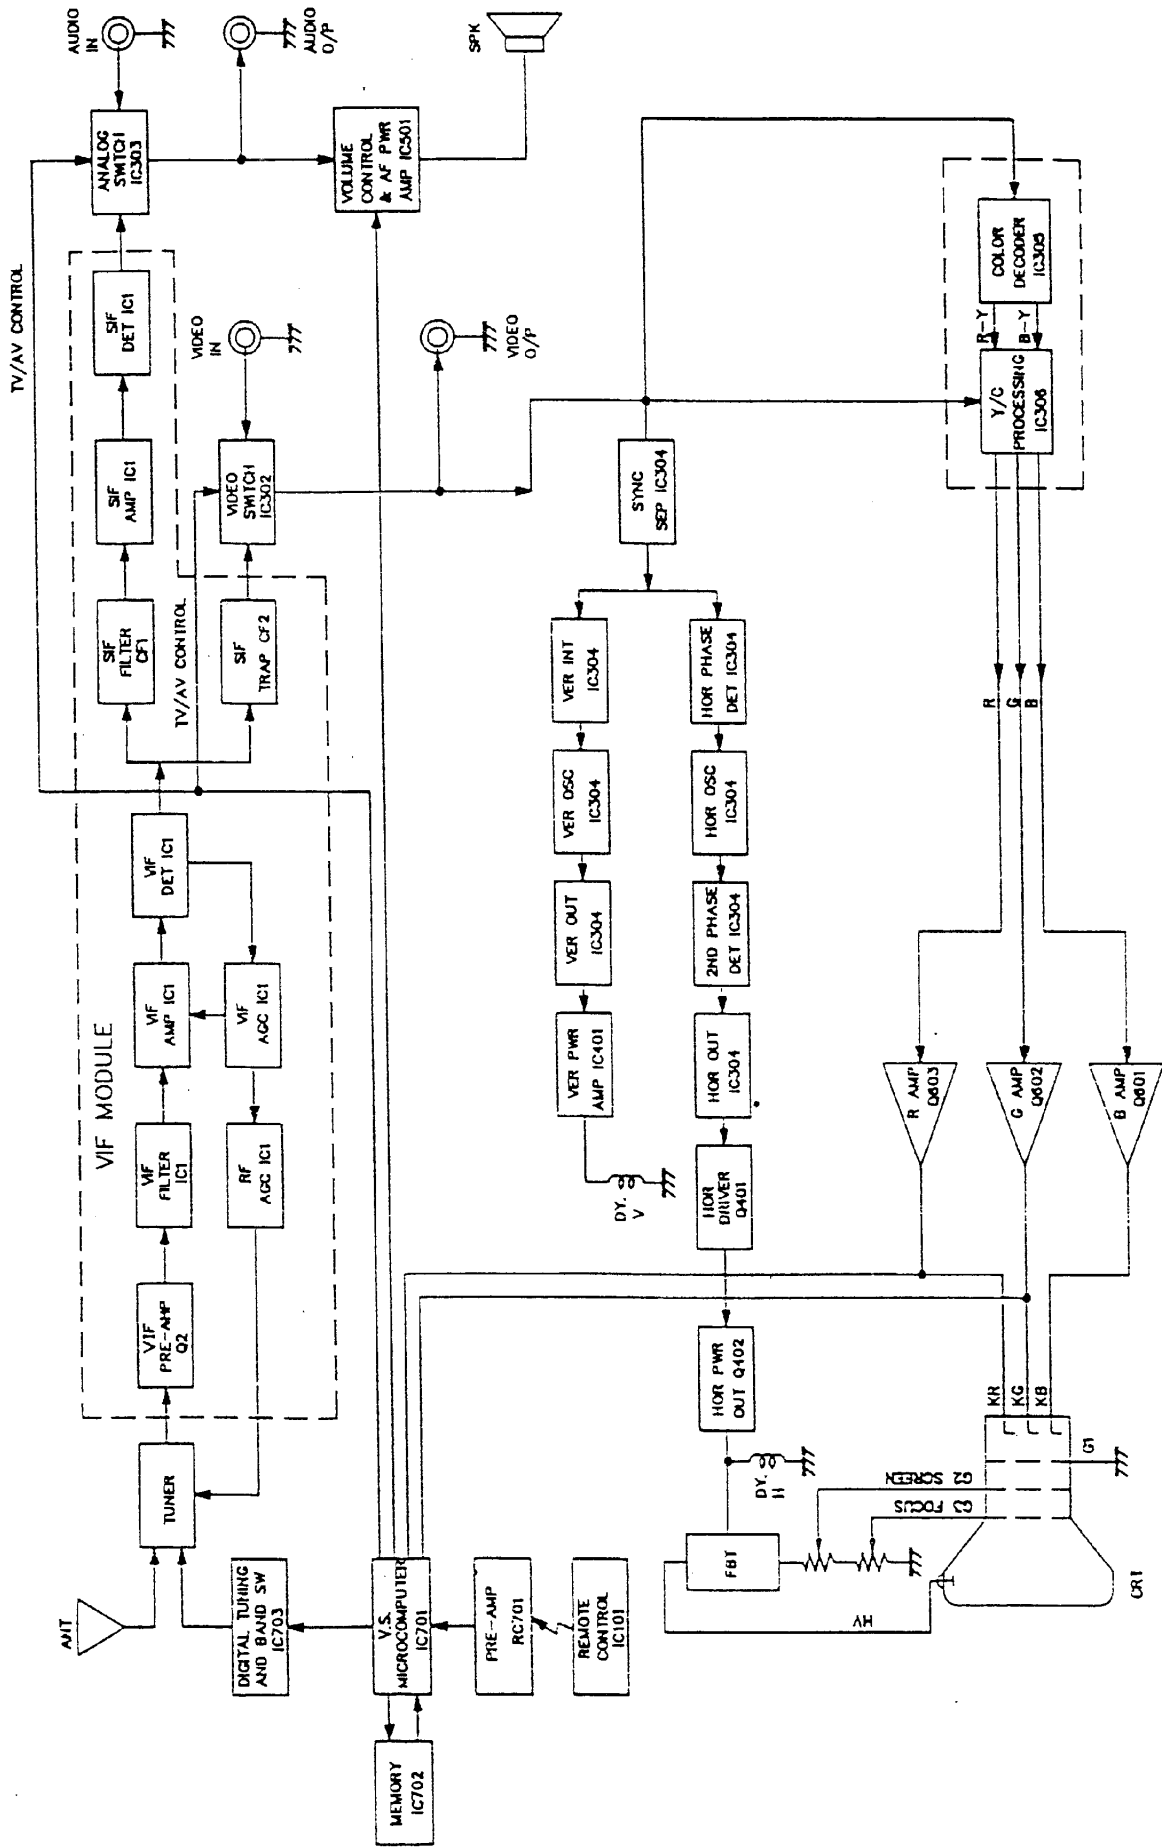 ANT
TUNER
DIGITAL TUNING
AND BAND SW
IC703
V.S.
MICROCOMPUTER
IC701
MEMORY
IC702
PRE-AMP
RC701
REMOTE
CONTROL
IC101
VIF MODULE
VIF
PRE-AMP
Q2
VIF
FILTER
IC1
VIF
AMP IC1
VIF
DET IC1
RF
AGC IC1
VIF
AGC IC1
SIF
FILTER
CF1
SIF
AMP IC1
SIF
DET IC1
TV/AV CONTROL
SIF
TRAP CF2
VIDEO
SWITCH
IC302
VIDEO
IN
VIDEO
O/P
TV/AV CONTROL
ANALOG
SWITCH
IC303
AUDIO
IN
AUDIO
O/P
VOLUME
CONTROL
& AF PWR
AMP IC501
SPK
SYNC
SEP IC304
VER INT
IC304
VER OSC
IC304
VER OUT
IC304
VER PWR
AMP IC401
DY.
V
HOR PHASE
DET IC304
HOR OSC
IC304
2ND PHASE
DET IC304
HOR OUT
IC304
HOR
DRIVER
Q401
HOR PWR
OUT Q402
DY.
H
FBT
HV
G2 SCREEN
G3 FOCUS
G1
KR
KG
KB
CRT
R AMP
Q603
G AMP
Q602
B AMP
Q601
R
G
B
Y/C
PROCESSING
IC306
R-Y
B-Y
COLOR
DECODER
IC305